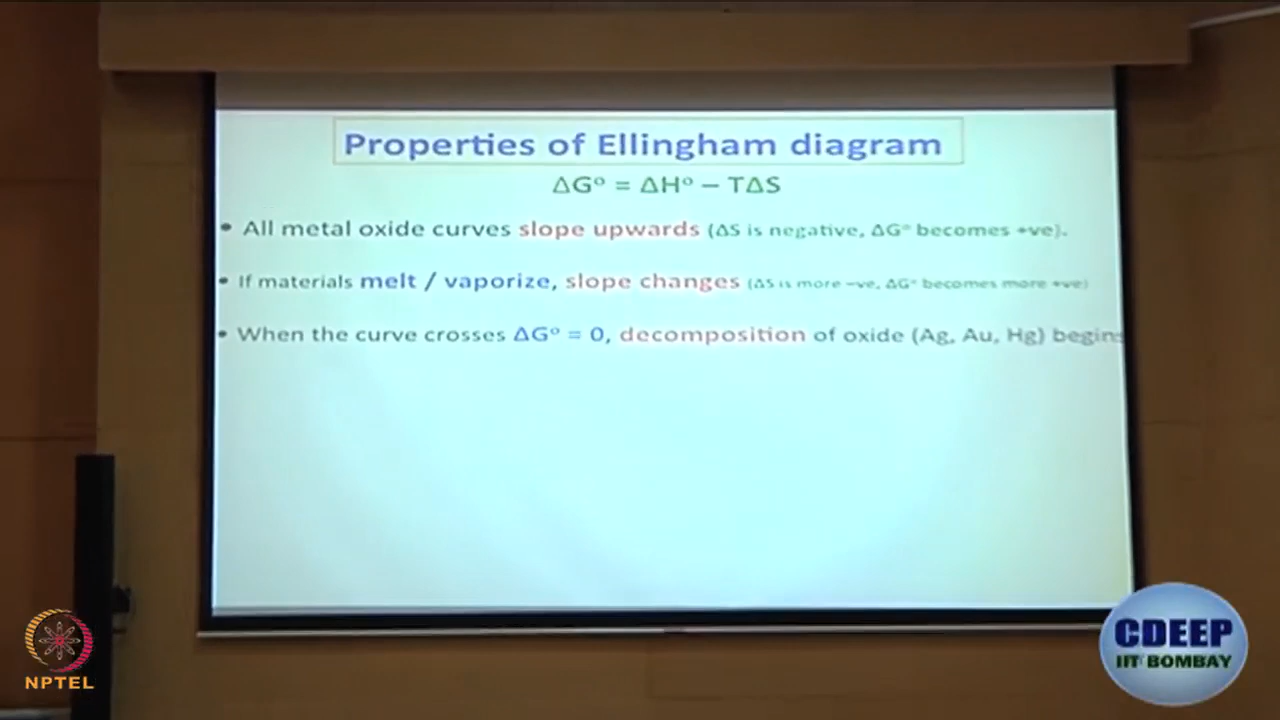 Properties of Ellingham diagram
ΔG° = ΔH° – TΔS
• All metal oxide curves slope upwards (ΔS is negative, ΔG° becomes +ve).
• If materials melt / vaporize, slope changes (ΔS is more –ve, ΔG° becomes more +ve)
• When the curve crosses ΔG° = 0, decomposition of oxide (Ag, Au, Hg) begins
NPTEL
CDEEP
IIT BOMBAY